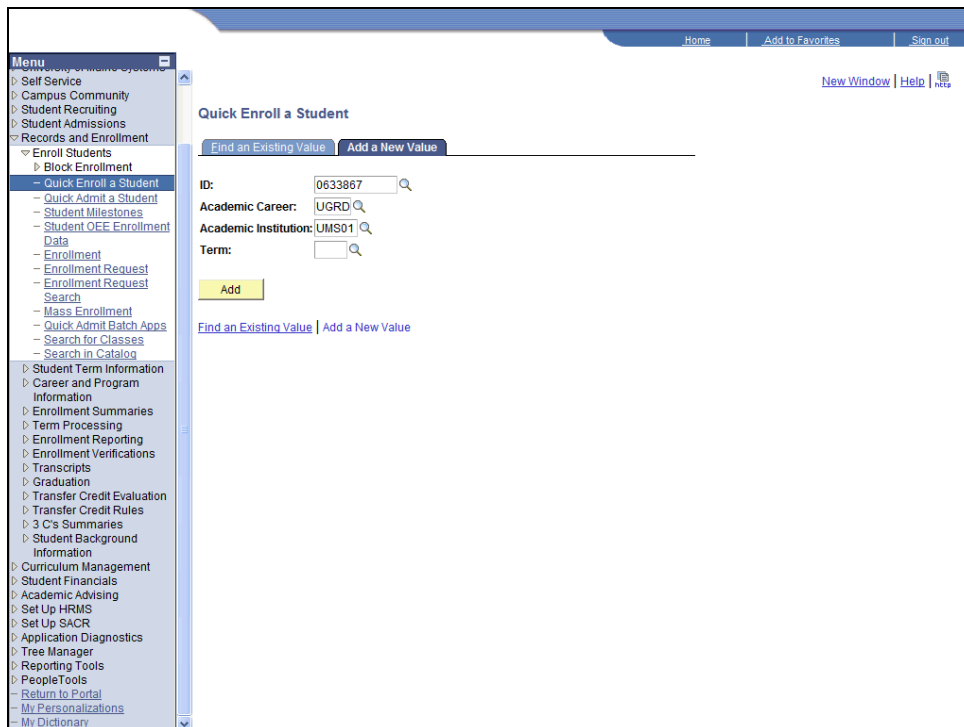 Home
Add to Favorites
Sign out
Menu
University of Maine Systems
Self Service
Campus Community
Student Recruiting
Student Admissions
Records and Enrollment
Enroll Students
Block Enrollment
– Quick Enroll a Student
– Quick Admit a Student
– Student Milestones
– Student OEE Enrollment
Data
– Enrollment
– Enrollment Request
– Enrollment Request
Search
– Mass Enrollment
– Quick Admit Batch Apps
– Search for Classes
– Search in Catalog
Student Term Information
Career and Program
Information
Enrollment Summaries
Term Processing
Enrollment Reporting
Enrollment Verifications
Transcripts
Graduation
Transfer Credit Evaluation
Transfer Credit Rules
3 C's Summaries
Student Background
Information
Curriculum Management
Student Financials
Academic Advising
Set Up HRMS
Set Up SACR
Application Diagnostics
Tree Manager
Reporting Tools
PeopleTools
– Return to Portal
– My Personalizations
– My Dictionary
New Window | Help | http
Quick Enroll a Student
Find an Existing Value
Add a New Value
ID: 0633867
Academic Career: UGRD
Academic Institution: UMS01
Term:
Add
Find an Existing Value | Add a New Value